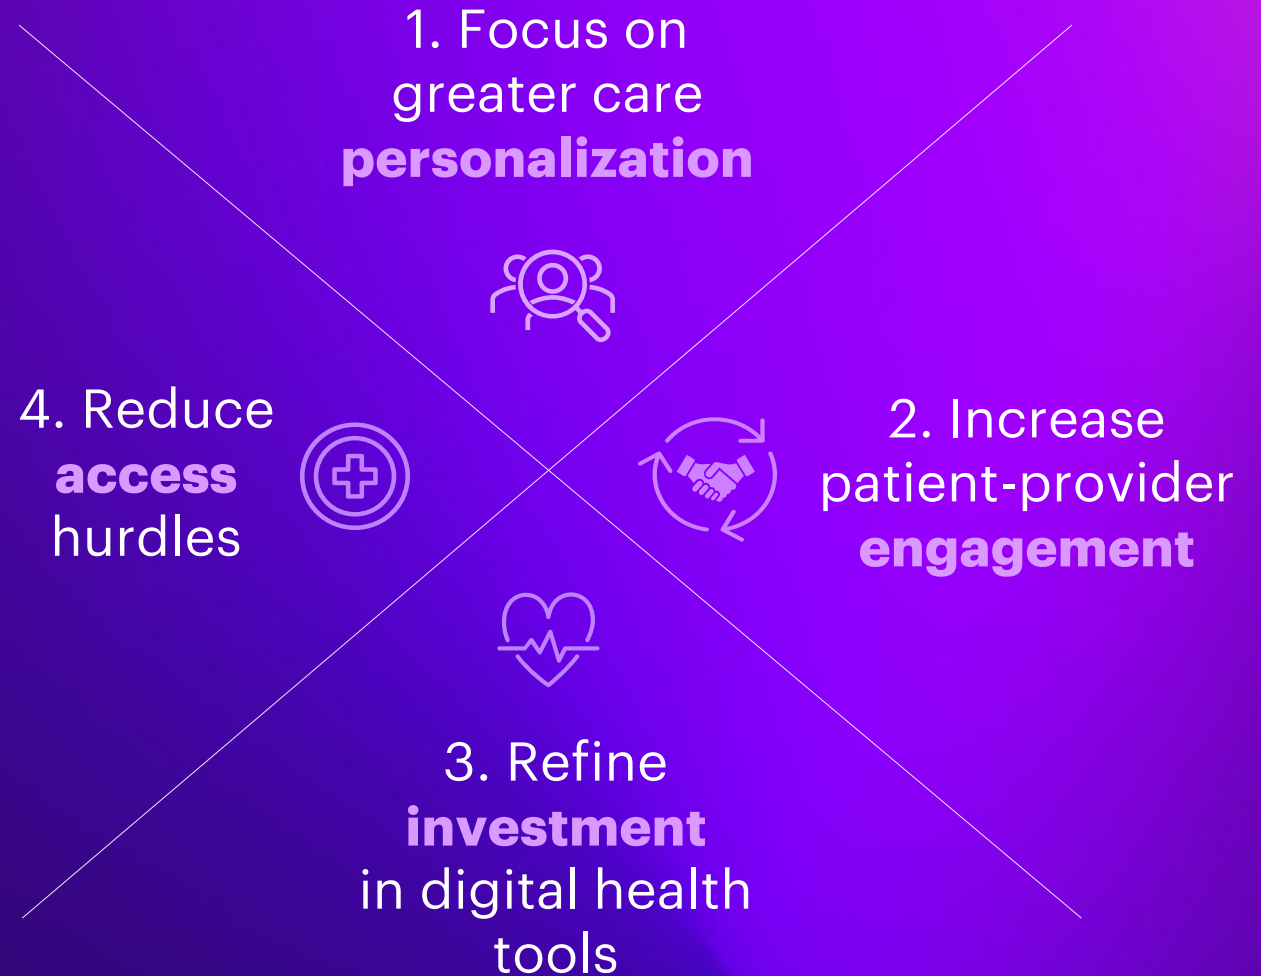 1. Focus on
greater care
personalization
2. Increase
patient-provider
engagement
3. Refine
investment
in digital health
tools
4. Reduce
access
hurdles